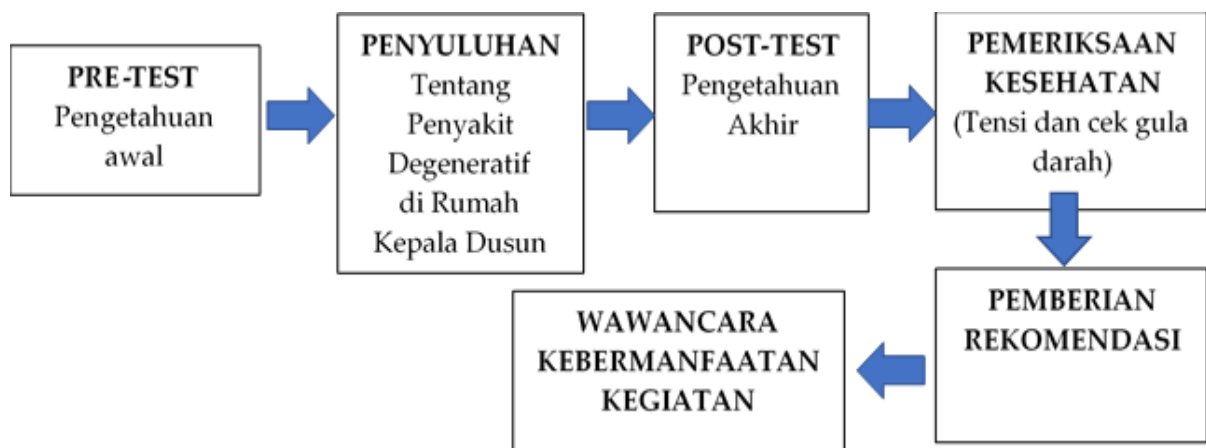 PRE-TEST
Pengetahuan
awal
PENYULUHAN
Tentang
Penyakit
Degeneratif
di Rumah
Kepala Dusun
POST-TEST
Pengetahuan
Akhir
PEMERIKSAAN
KESEHATAN
(Tensi dan cek gula
darah)
PEMBERIAN
REKOMENDASI
WAWANCARA
KEBERMANFAATAN
KEGIATAN